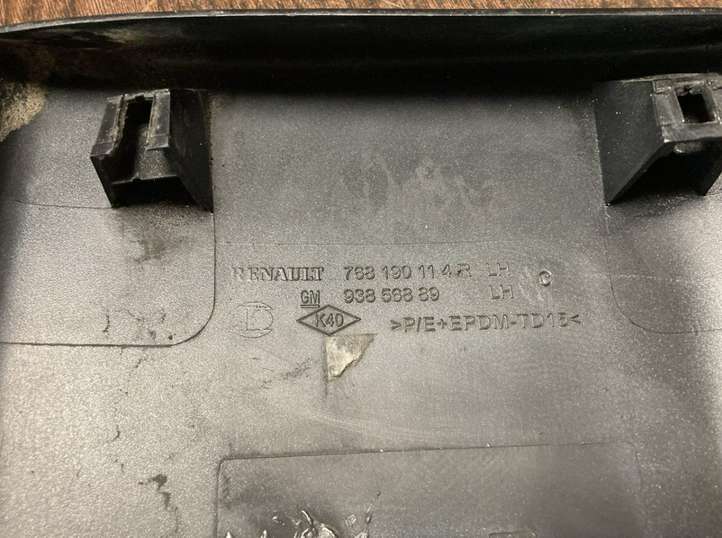 RENAULT 768 190 11 4 R LH
GM 938 568 89 LH C
K40 >P/E+EPDM-TD15<